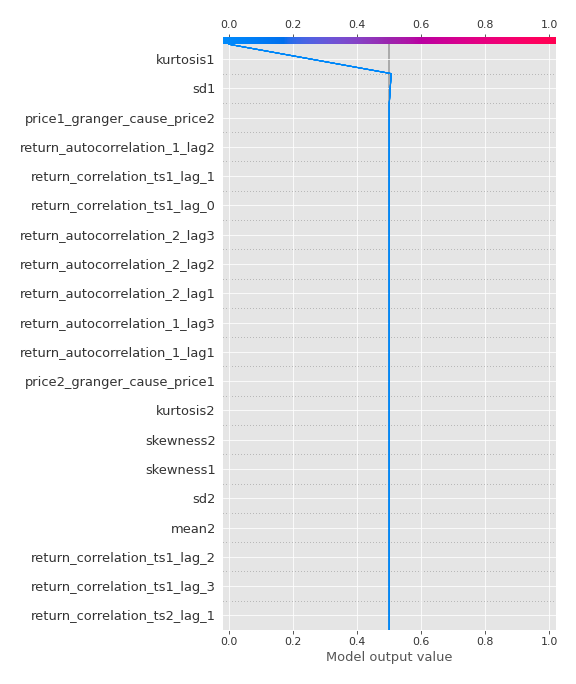 0.0 0.2 0.4 0.6 0.8 1.0
kurtosis1
sd1
price1_granger_cause_price2
return_autocorrelation_1_lag2
return_correlation_ts1_lag_1
return_correlation_ts1_lag_0
return_autocorrelation_2_lag3
return_autocorrelation_2_lag2
return_autocorrelation_2_lag1
return_autocorrelation_1_lag3
return_autocorrelation_1_lag1
price2_granger_cause_price1
kurtosis2
skewness2
skewness1
sd2
mean2
return_correlation_ts1_lag_2
return_correlation_ts1_lag_3
return_correlation_ts2_lag_1
0.0 0.2 0.4 0.6 0.8 1.0
Model output value